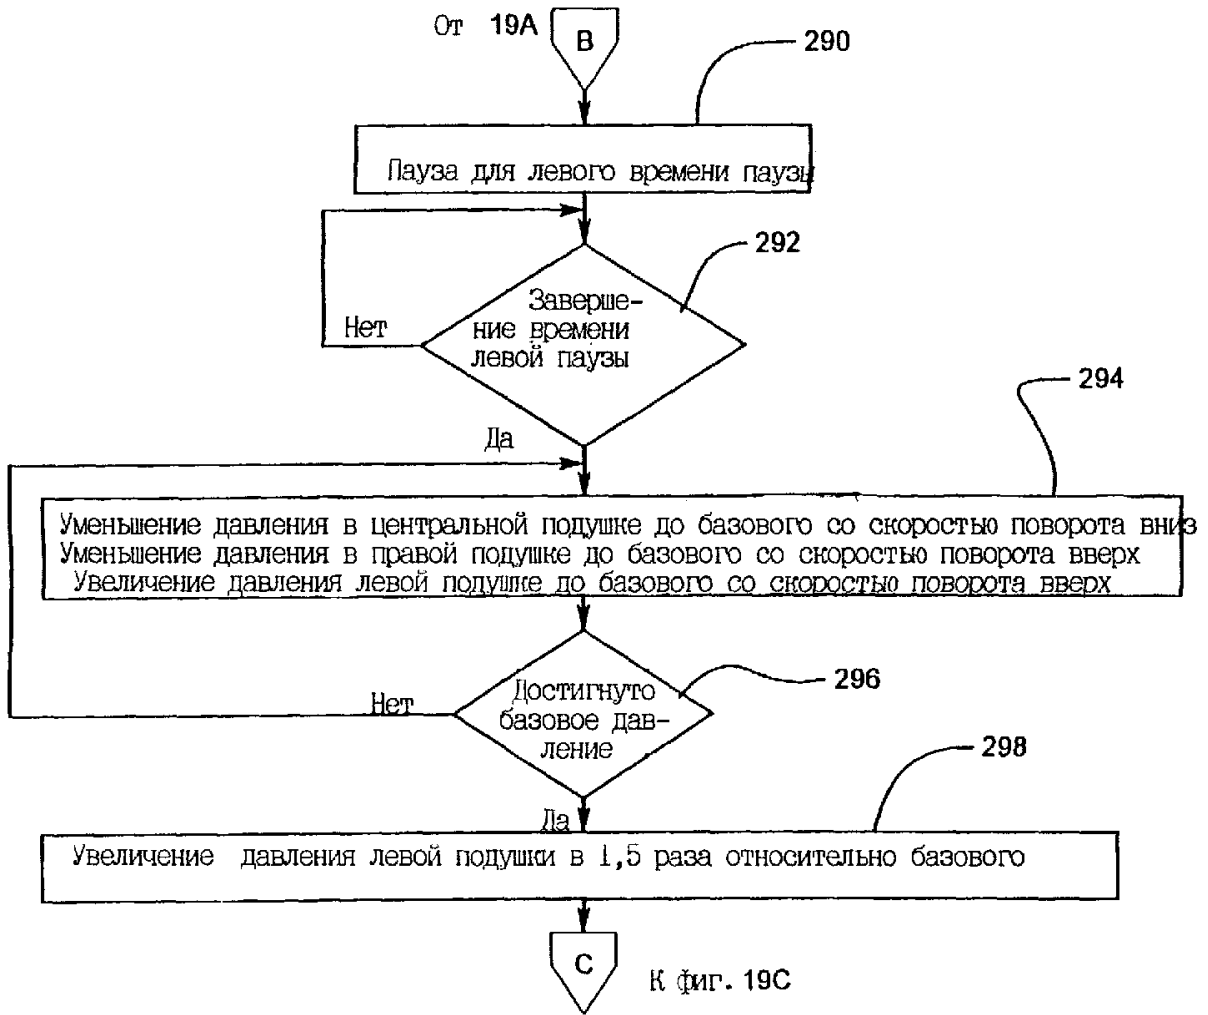 От 19А
B
290
Пауза для левого времени паузы
292
Заверше-
ние времени
левой паузы
Нет
Да
294
Уменьшение давления в центральной подушке до базового со скоростью поворота вниз
Уменьшение давления в правой подушке до базового со скоростью поворота вверх
Увеличение давления левой подушке до базового со скоростью поворота вверх
296
Достигнуто
базовое дав-
ление
Нет
Да
298
Увеличение давления левой подушки в 1,5 раза относительно базового
C
К фиг. 19С